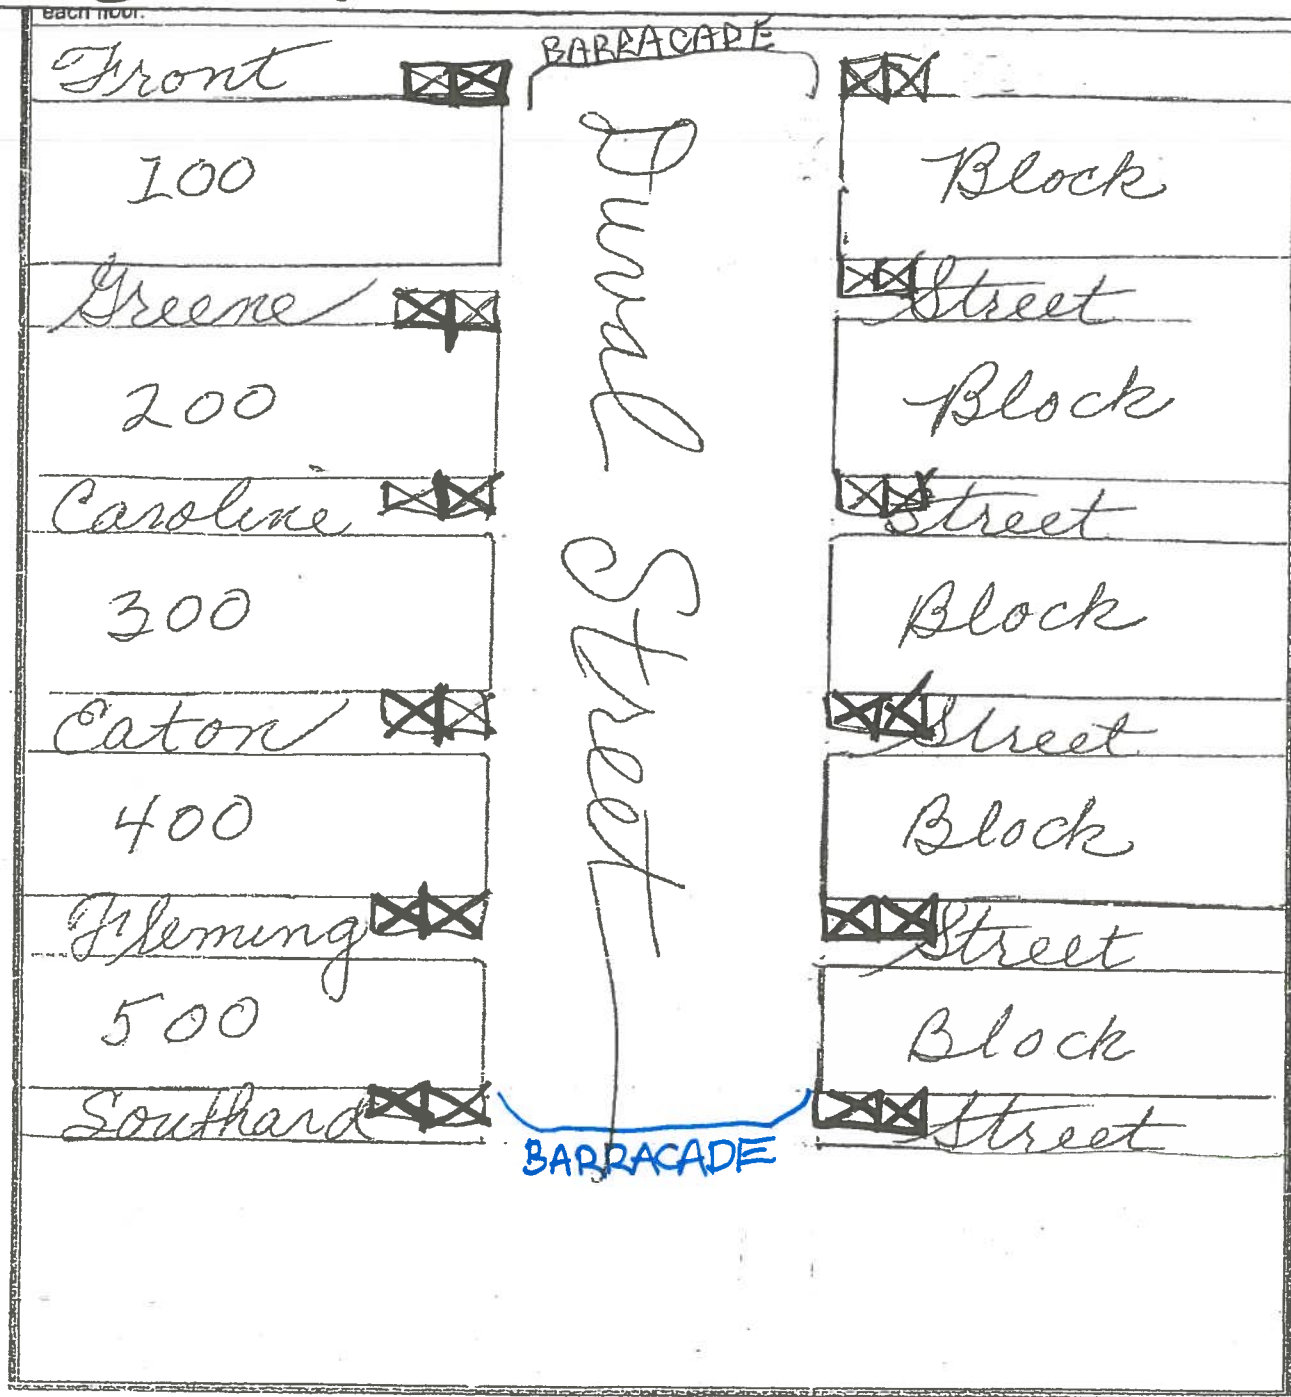 each floor.
BARRACADE
Front
100 Block
Greene Street
200 Block
Caroline Street
300 Block
Eaton Street
400 Block
Fleming Street
500 Block
Southard Street
Duval Street
BARRACADE